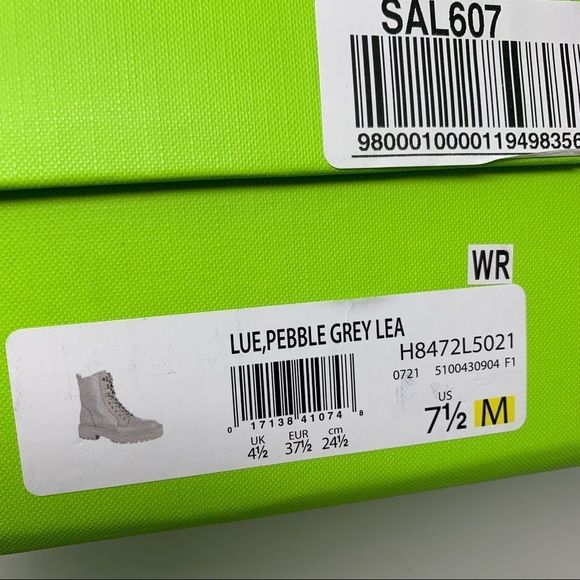 SAL607
9800010000119498356
WR
LUE,PEBBLE GREY LEA
H8472L5021
0721 5100430904 F1
0 17138 41074 8
UK EUR cm
4½ 37½ 24½
US
7½ M